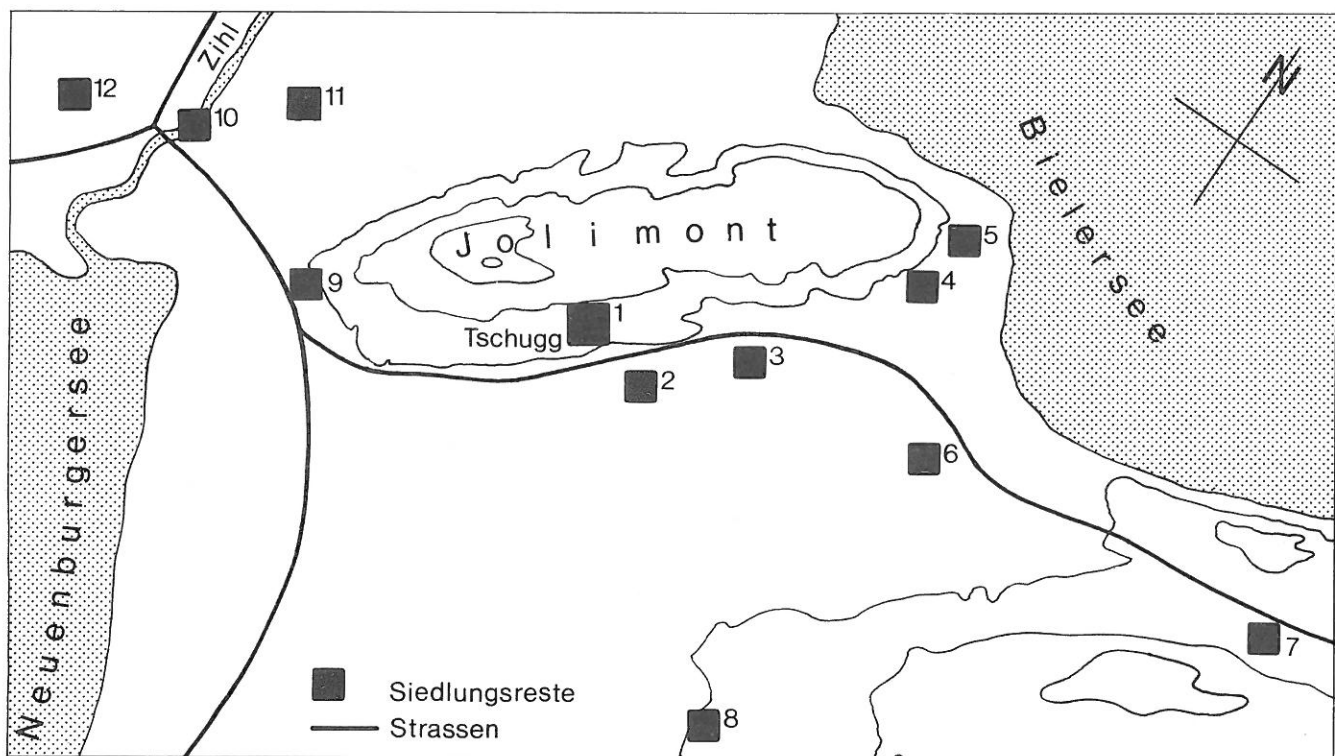 Zihl
N
12
10
11
Bielersee
Jolimont
5
4
9
1
Tschugg
3
2
Neuenburgersee
6
7
Siedlungsreste
8
Strassen